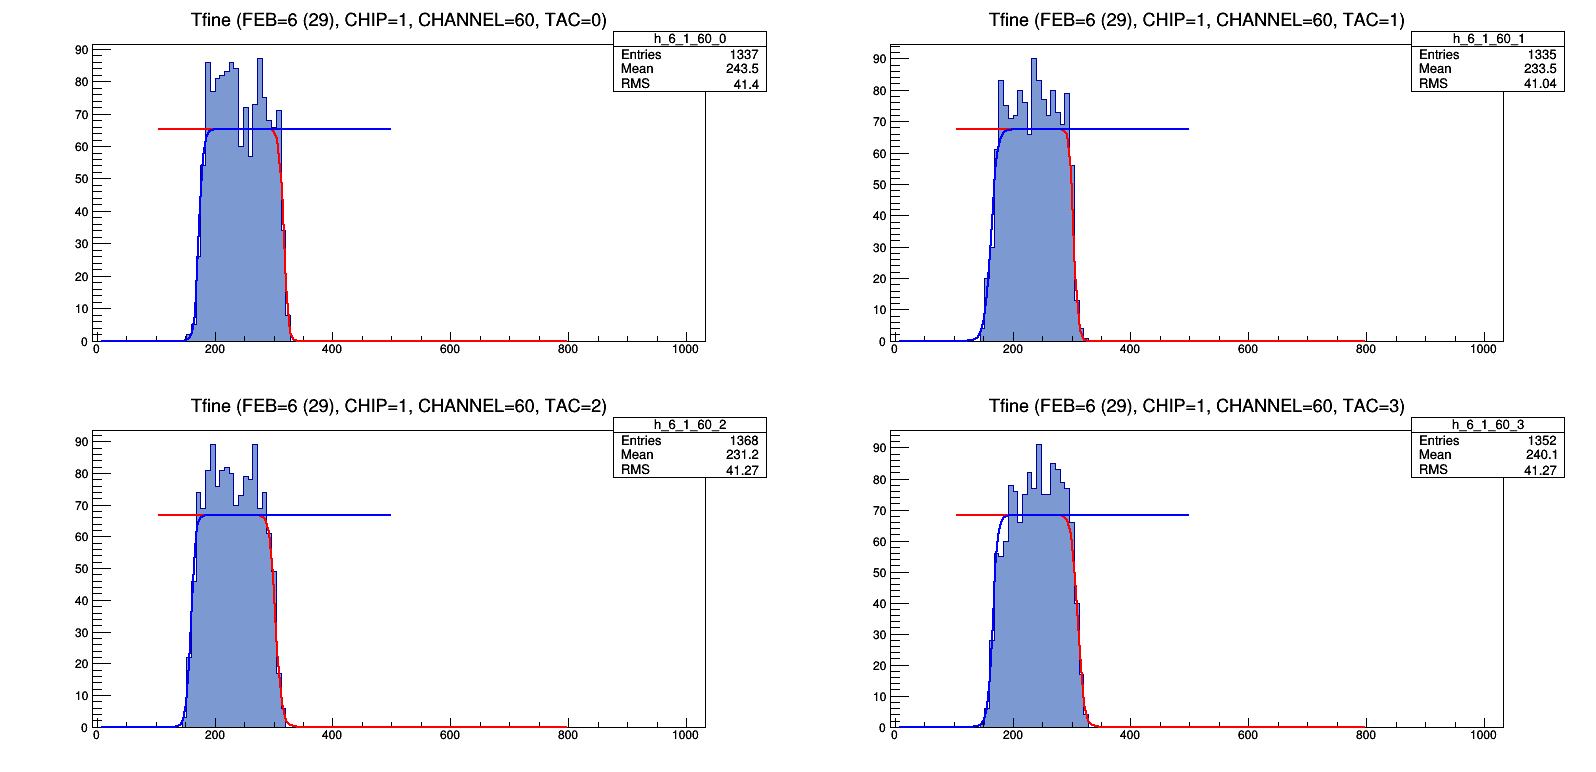 Tfine (FEB=6 (29), CHIP=1, CHANNEL=60, TAC=0)
h_6_1_60_0
Entries 1337
Mean 243.5
RMS 41.4
90
80
70
60
50
40
30
20
10
0
0 200 400 600 800 1000
Tfine (FEB=6 (29), CHIP=1, CHANNEL=60, TAC=1)
h_6_1_60_1
Entries 1335
Mean 233.5
RMS 41.04
90
80
70
60
50
40
30
20
10
0
0 200 400 600 800 1000
Tfine (FEB=6 (29), CHIP=1, CHANNEL=60, TAC=2)
h_6_1_60_2
Entries 1368
Mean 231.2
RMS 41.27
90
80
70
60
50
40
30
20
10
0
0 200 400 600 800 1000
Tfine (FEB=6 (29), CHIP=1, CHANNEL=60, TAC=3)
h_6_1_60_3
Entries 1352
Mean 240.1
RMS 41.27
90
80
70
60
50
40
30
20
10
0
0 200 400 600 800 1000